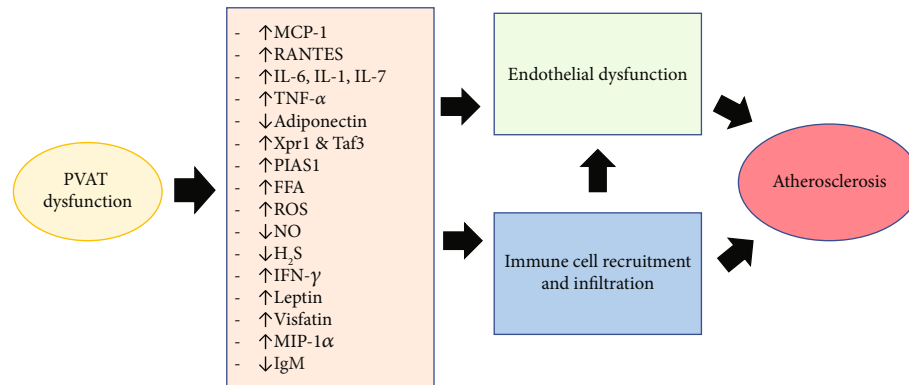 PVAT
dysfunction
- ↑MCP-1
- ↑RANTES
- ↑IL-6, IL-1, IL-7
- ↑TNF-α
- ↓Adiponectin
- ↑Xpr1 & Taf3
- ↑PIAS1
- ↑FFA
- ↑ROS
- ↓NO
- ↓H₂S
- ↑IFN-γ
- ↑Leptin
- ↑Visfatin
- ↑MIP-1α
- ↓IgM
Endothelial dysfunction
Immune cell recruitment
and infiltration
Atherosclerosis